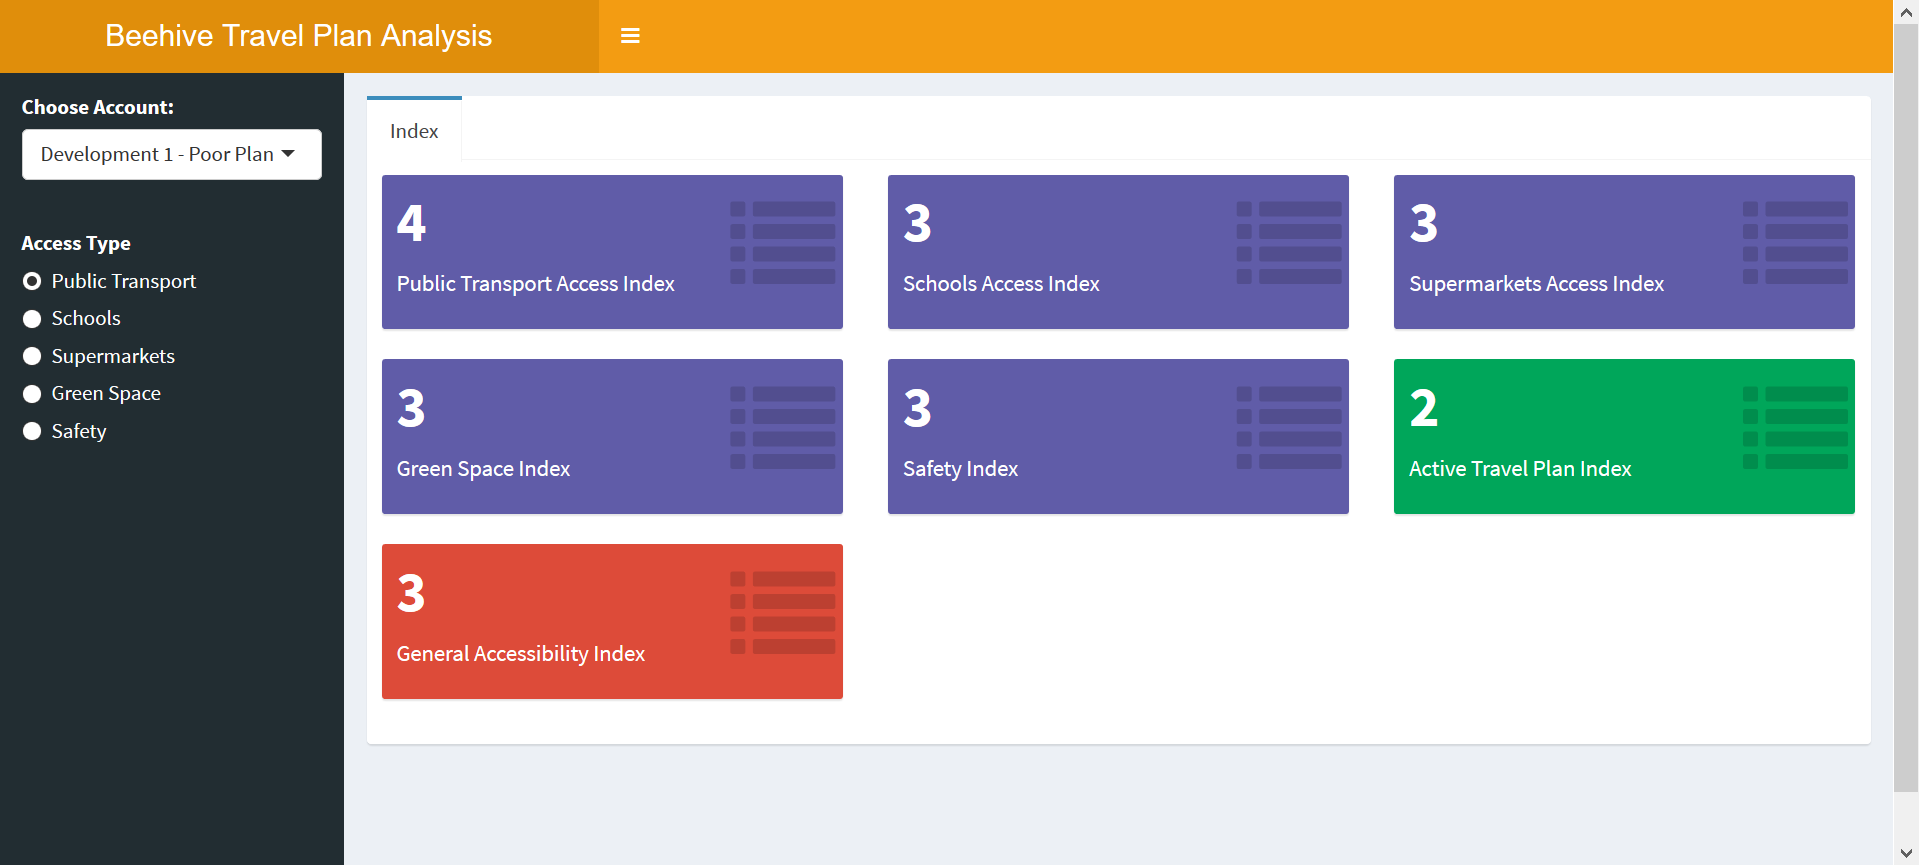 Beehive Travel Plan Analysis
Choose Account:
Development 1 - Poor Plan
Access Type
Public Transport
Schools
Supermarkets
Green Space
Safety
Index
4
Public Transport Access Index
3
Schools Access Index
3
Supermarkets Access Index
3
Green Space Index
3
Safety Index
2
Active Travel Plan Index
3
General Accessibility Index